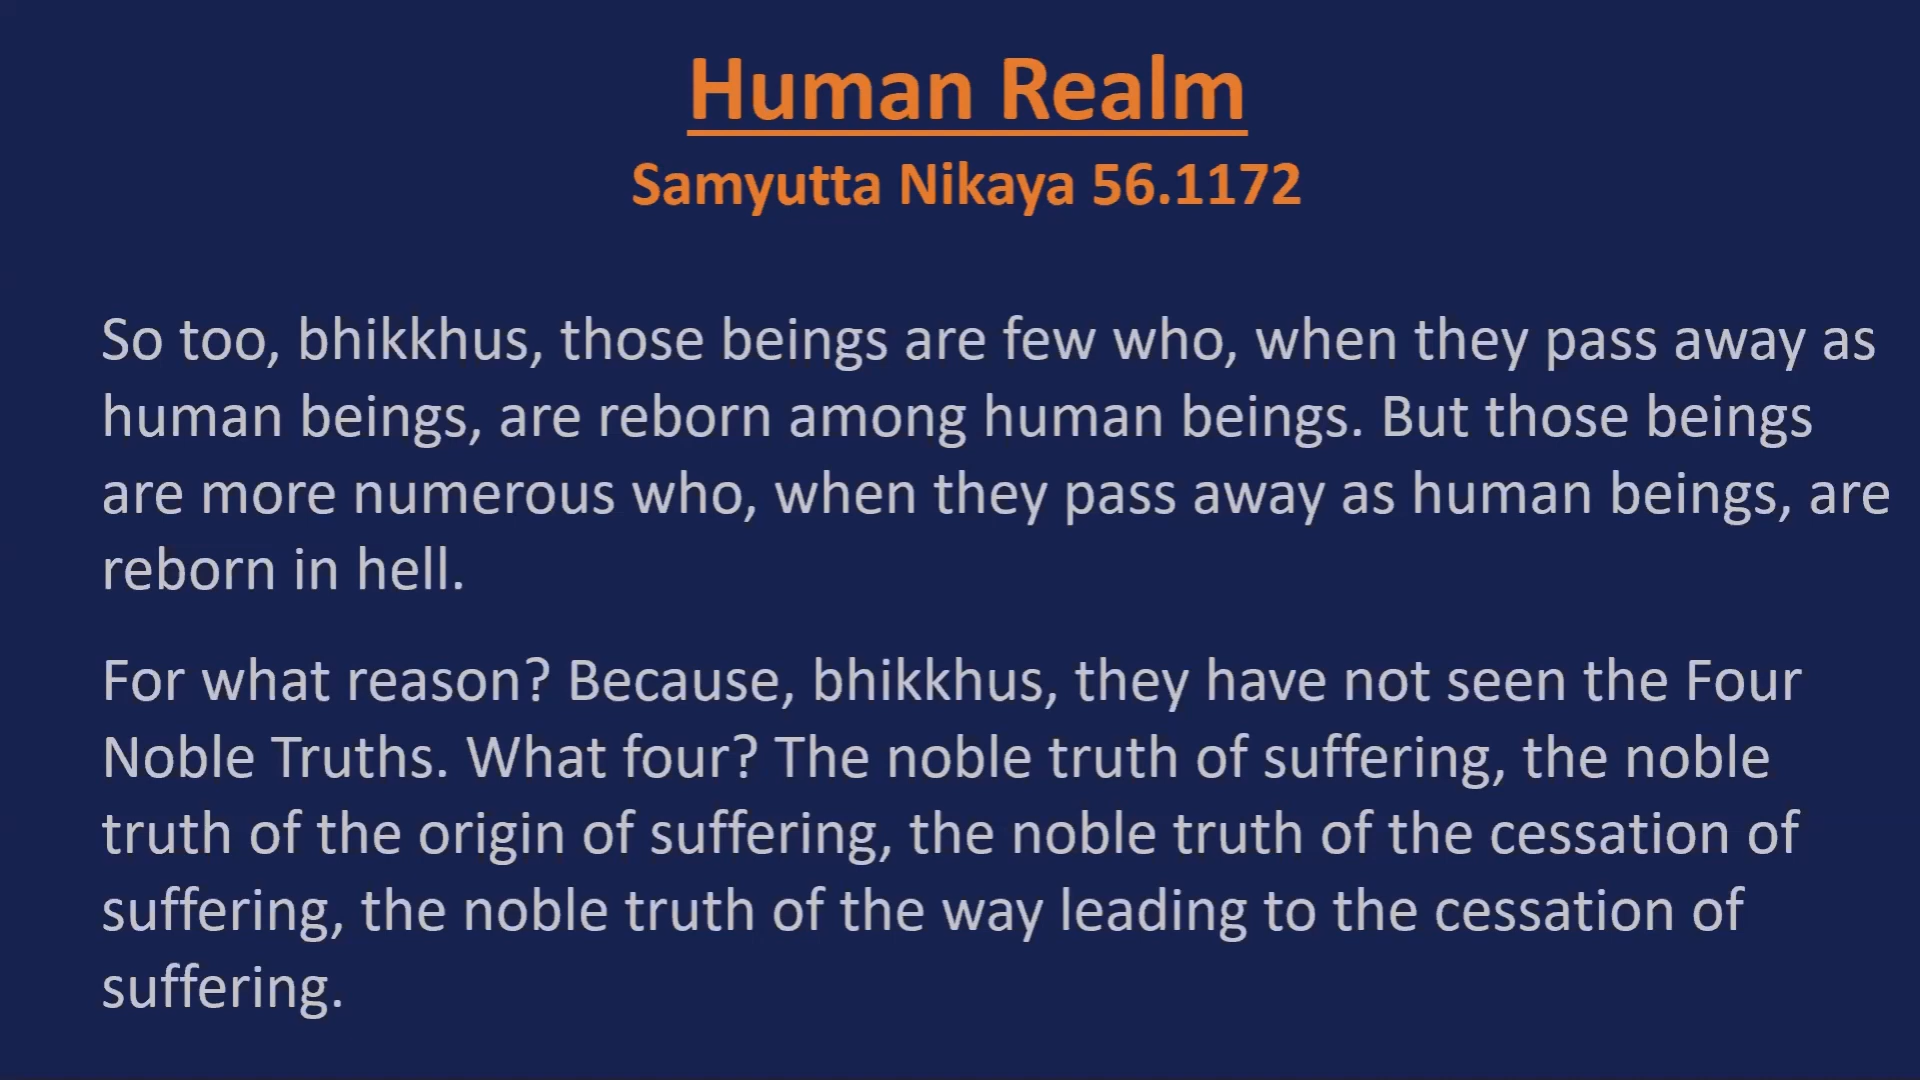 Human Realm
Samyutta Nikaya 56.1172
So too, bhikkhus, those beings are few who, when they pass away as
human beings, are reborn among human beings. But those beings
are more numerous who, when they pass away as human beings, are
reborn in hell.
For what reason? Because, bhikkhus, they have not seen the Four
Noble Truths. What four? The noble truth of suffering, the noble
truth of the origin of suffering, the noble truth of the cessation of
suffering, the noble truth of the way leading to the cessation of
suffering.